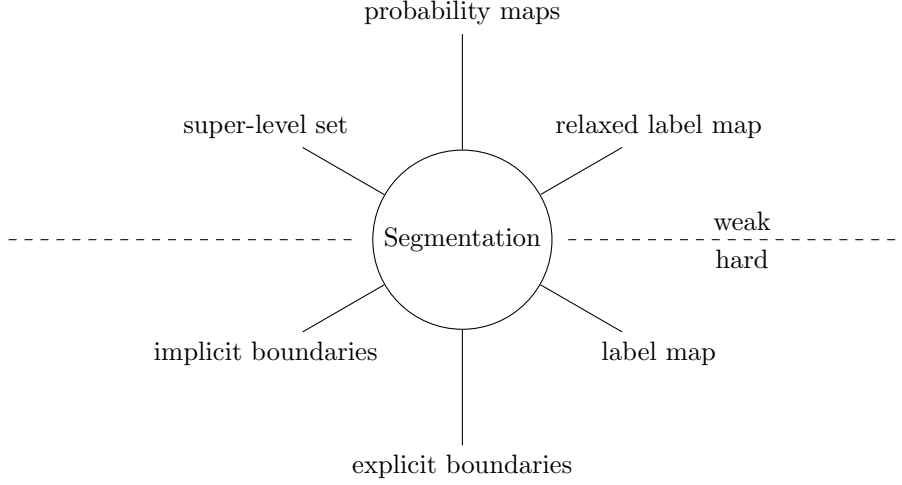 probability maps
super-level set
relaxed label map
weak
Segmentation
hard
implicit boundaries
label map
explicit boundaries